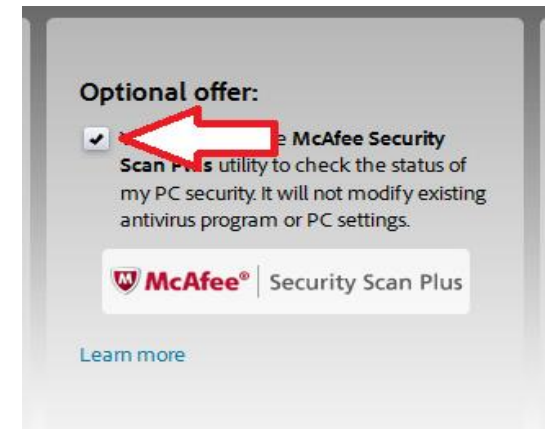 Optional offer:
McAfee Security
Scan utility to check the status of
my PC security. It will not modify existing
antivirus program or PC settings.
McAfee® | Security Scan Plus
Learn more